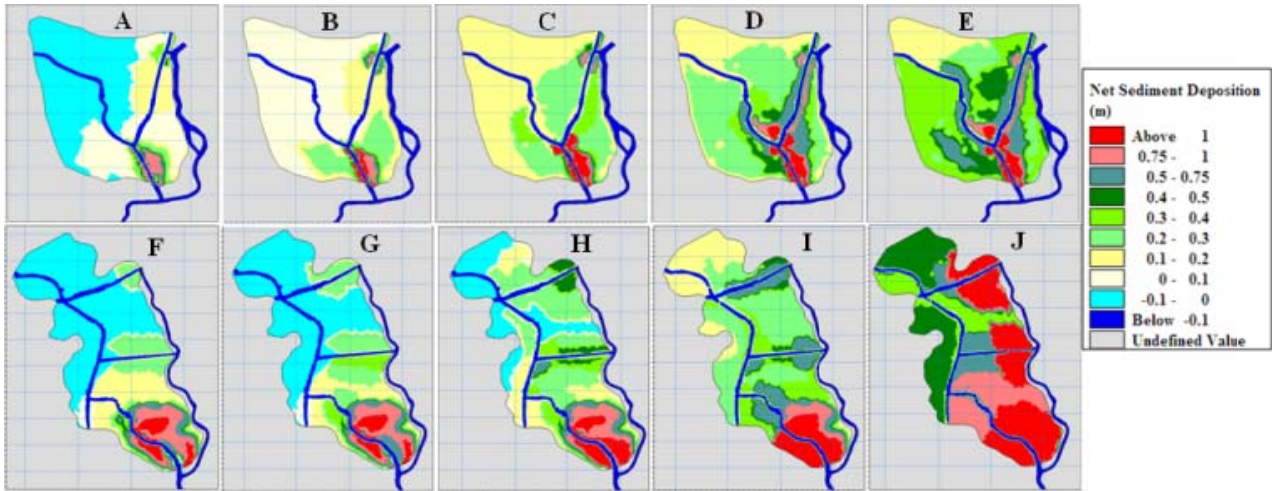 A B C D E
F G H I J
Net Sediment Deposition
(m)
Above 1
0.75 - 1
0.5 - 0.75
0.4 - 0.5
0.3 - 0.4
0.2 - 0.3
0.1 - 0.2
0 - 0.1
-0.1 - 0
Below -0.1
Undefined Value